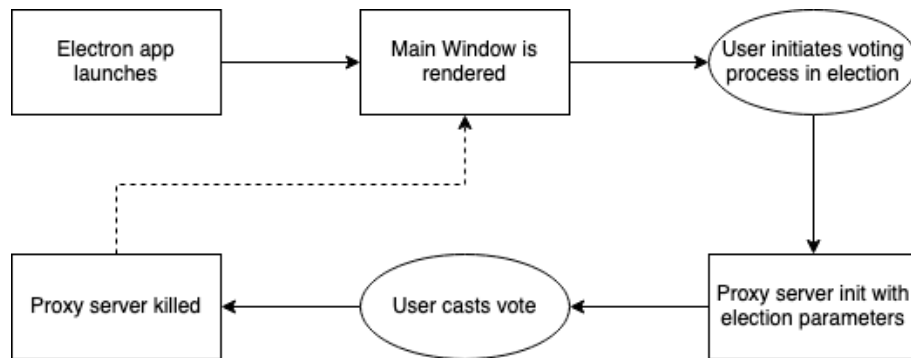 Electron app
launches
Main Window is
rendered
User initiates voting
process in election
Proxy server killed
User casts vote
Proxy server init with
election parameters